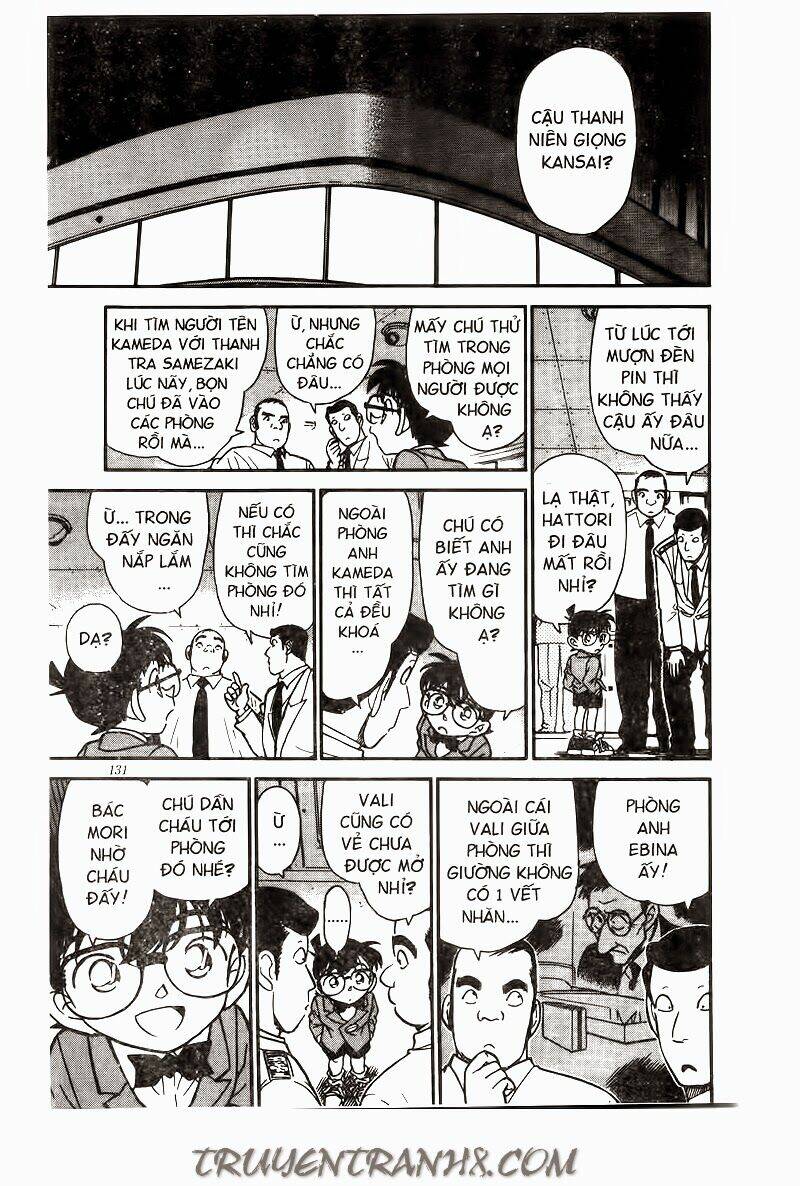 CẬU THANH
NIÊN GIỌNG
KANSAI?
TỪ LÚC TỚI
MƯỢN ĐÈN
PIN THÌ
KHÔNG THẤY
CẬU ẤY ĐÂU
NỮA...
LẠ THẬT,
HATTORI
ĐI ĐÂU
MẤT RỒI
NHỈ?
MẤY CHÚ THỬ
TÌM TRONG
PHÒNG MỌI
NGƯỜI ĐƯỢC
KHÔNG
Ạ?
Ừ, NHƯNG
CHẮC
CHẲNG CÓ
ĐÂU...
KHI TÌM NGƯỜI TÊN
KAMEDA VỚI THANH
TRA SAMEZAKI
LÚC NÃY, BỌN
CHÚ ĐÃ VÀO
CÁC PHÒNG
RỒI MÀ...
CHÚ CÓ
BIẾT ANH
ẤY ĐANG
TÌM GÌ
KHÔNG
Ạ?
NGOÀI
PHÒNG
ANH
KAMEDA
THÌ TẤT
CẢ ĐỀU
KHOÁ
...
NẾU CÓ
THÌ CHẮC
CŨNG
KHÔNG TÌM
PHÒNG ĐÓ
NHỈ!
Ừ... TRONG
ĐẤY NGĂN
NẮP LẮM
...
DẠ?
131
PHÒNG
ANH
EBINA
ẤY!
NGOÀI CÁI
VALI GIỮA
PHÒNG THÌ
GIƯỜNG KHÔNG
CÓ 1 VẾT
NHĂN...
VALI
CŨNG CÓ
VẺ CHƯA
ĐƯỢC MỞ
NHỈ?
Ừ
...
......
CHÚ DẪN
CHÁU TỚI
PHÒNG
ĐÓ NHÉ?
BÁC
MORI
NHỜ
CHÁU
ĐẤY!
TRUYENTRANH8.COM